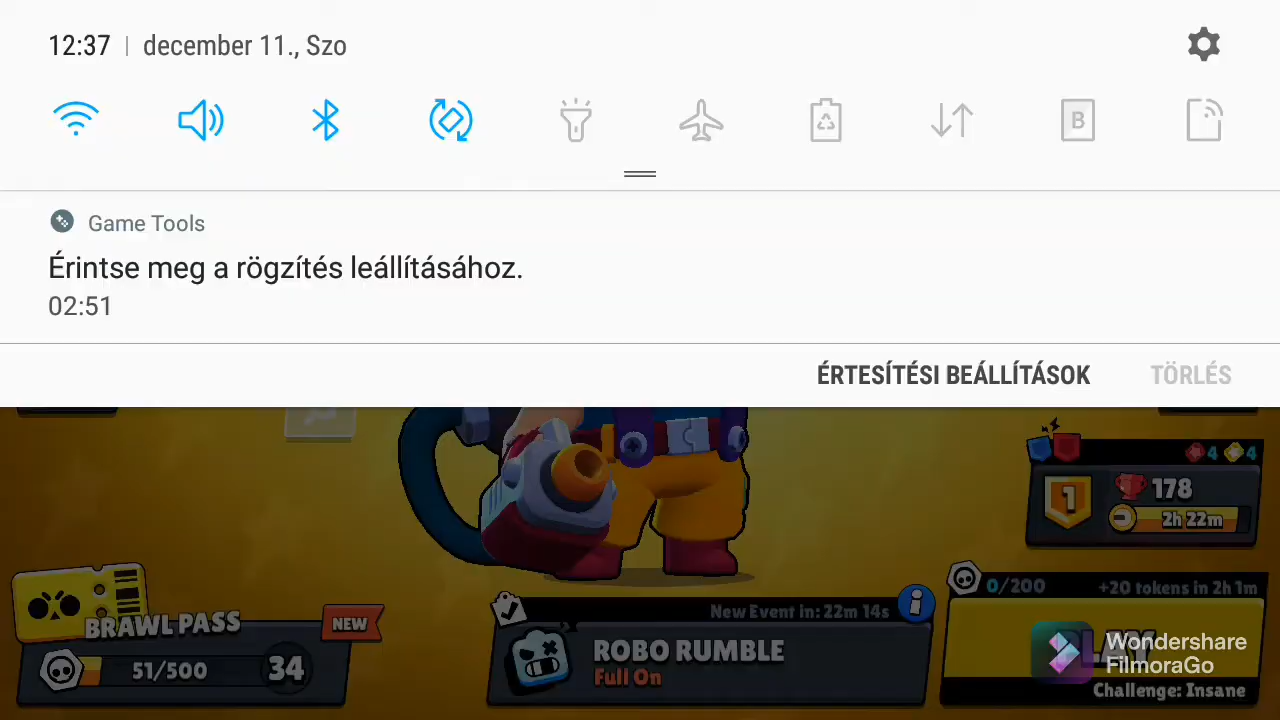 12:37 | december 11., Szo
B
Game Tools
Érintse meg a rögzítés leállításához.
02:51
ÉRTESÍTÉSI BEÁLLÍTÁSOK TÖRLÉS
4 4
1 178
2h 22m
0/200 +20 tokens in 2h 1m
New Event in: 22m 14s
BRAWL PASS NEW
51/500 34
ROBO RUMBLE
Full On
PLAY
Wondershare
FilmoraGo
Challenge: Insane